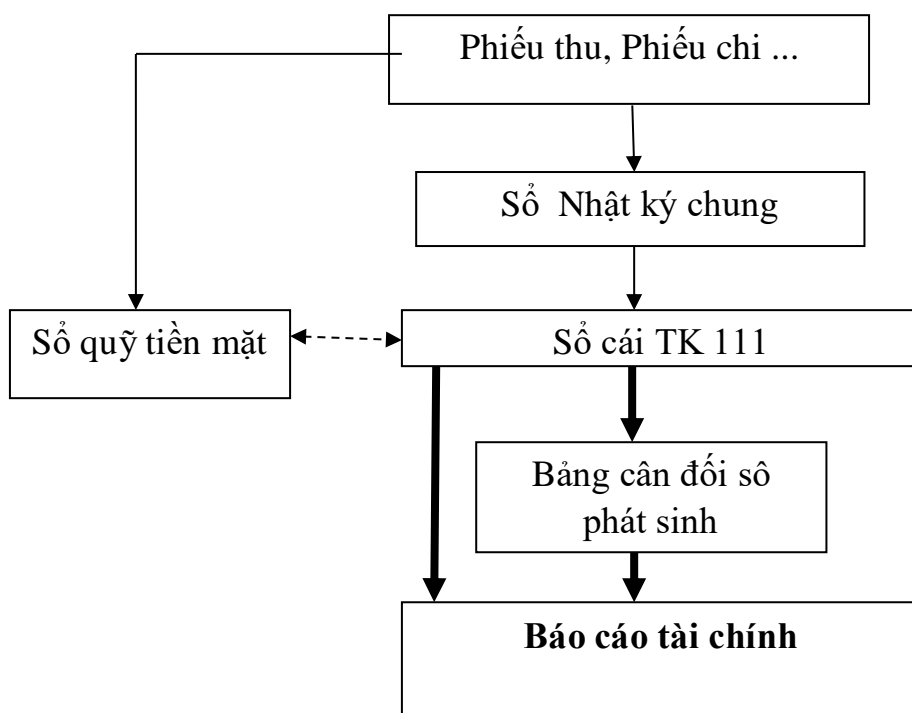 Phiếu thu, Phiếu chi ...
Sổ Nhật ký chung
Sổ quỹ tiền mặt
Sổ cái TK 111
Bảng cân đối sô
phát sinh
Báo cáo tài chính